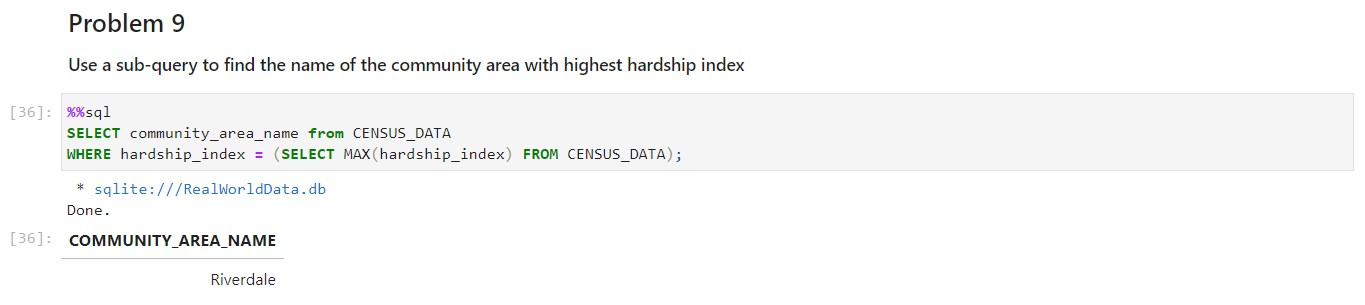 Problem 9
Use a sub-query to find the name of the community area with highest hardship index
[36]: %%sql
SELECT community_area_name from CENSUS_DATA
WHERE hardship_index = (SELECT MAX(hardship_index) FROM CENSUS_DATA);
* sqlite:///RealWorldData.db
Done.
[36]: COMMUNITY_AREA_NAME
Riverdale